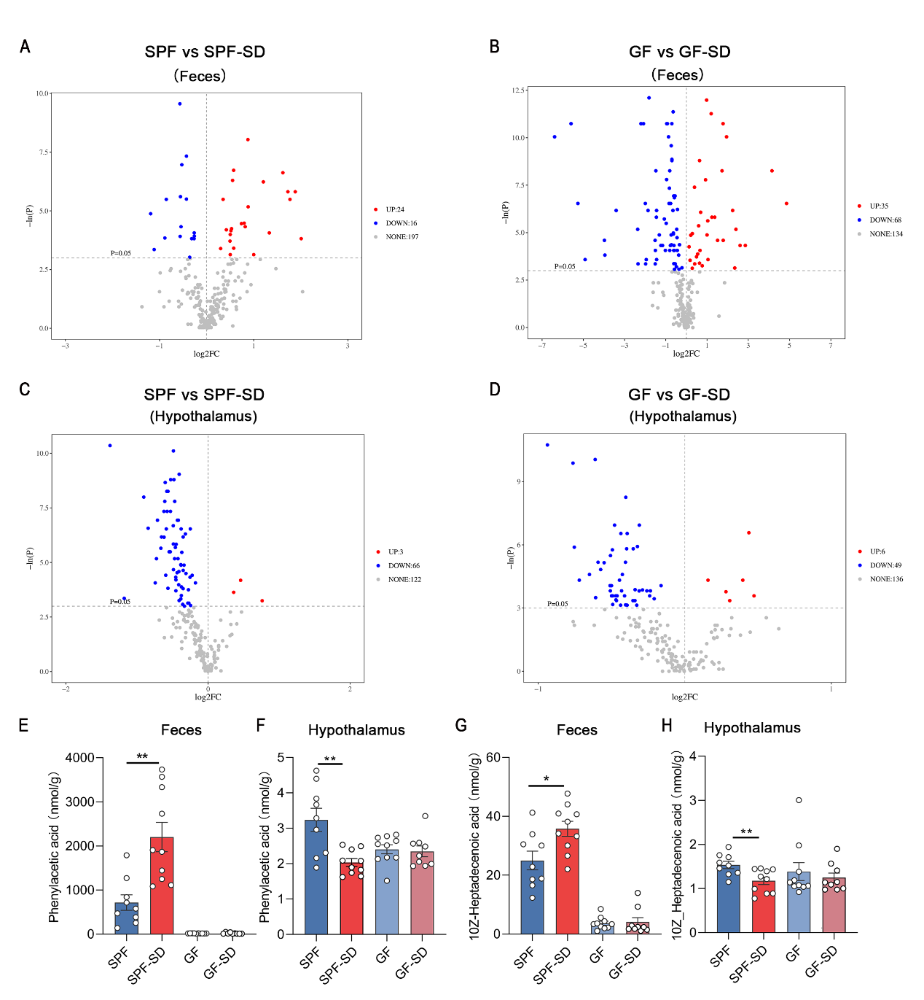 A
SPF vs SPF-SD
(Feces)
10.0
7.5
5.0
2.5
0.0
−ln(P)
P=0.05
−3
−1
1
3
log2FC
UP:24
DOWN:16
NONE:197
B
GF vs GF-SD
(Feces)
12.5
10.0
7.5
5.0
2.5
0.0
−ln(P)
P=0.05
−7
−5
−3
−1
1
3
5
7
log2FC
UP:35
DOWN:68
NONE:134
C
SPF vs SPF-SD
(Hypothalamus)
10.0
7.5
5.0
2.5
0.0
−ln(P)
P=0.05
−2
0
2
log2FC
UP:3
DOWN:66
NONE:122
D
GF vs GF-SD
(Hypothalamus)
9
6
3
0
−ln(P)
P=0.05
−1
1
log2FC
UP:6
DOWN:49
NONE:136
E
Feces
Phenylacetic acid (nmol/g)
4000
3000
2000
1000
0
**
SPF
SPF-SD
GF
GF-SD
F
Hypothalamus
Phenylacetic acid (nmol/g)
5
4
3
2
1
0
**
SPF
SPF-SD
GF
GF-SD
G
Feces
10Z-Heptadecenoic acid (nmol/g)
60
40
20
0
*
SPF
SPF-SD
GF
GF-SD
H
Hypothalamus
10Z_Heptadecenoic acid (nmol/g)
4
3
2
1
0
**
SPF
SPF-SD
GF
GF-SD